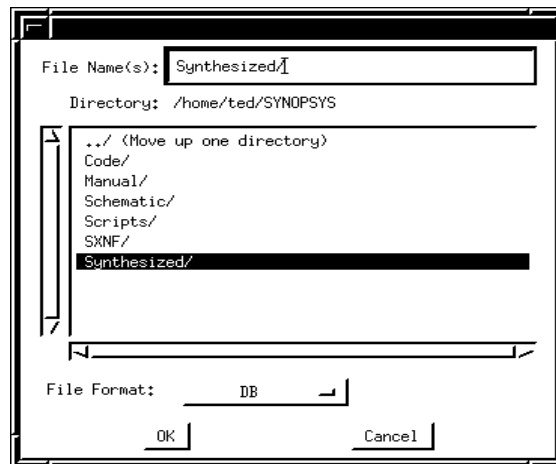 File Name(s): Synthesized/
Directory: /home/ted/SYNOPSYS
../ (Move up one directory)
Code/
Manual/
Schematic/
Scripts/
SXNF/
Synthesized/
File Format: DB
OK Cancel